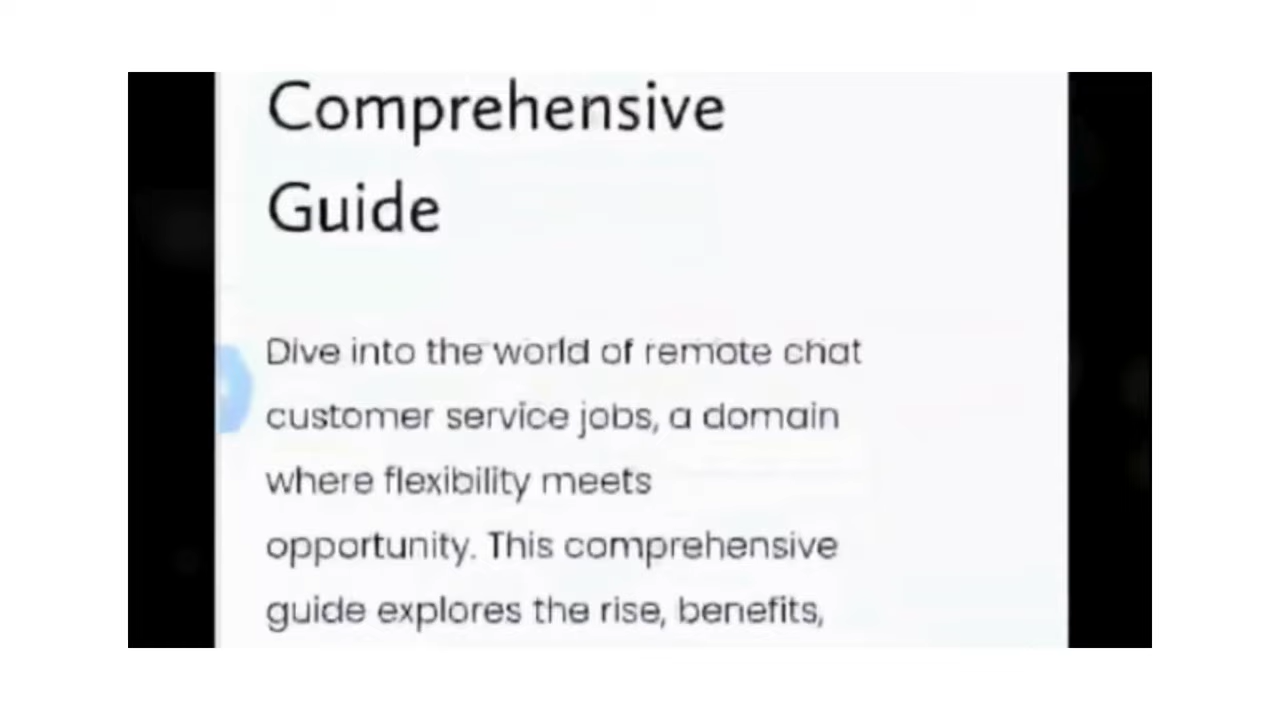 Comprehensive
Guide
Dive into the world of remote chat
customer service jobs, a domain
where flexibility meets
opportunity. This comprehensive
guide explores the rise, benefits,